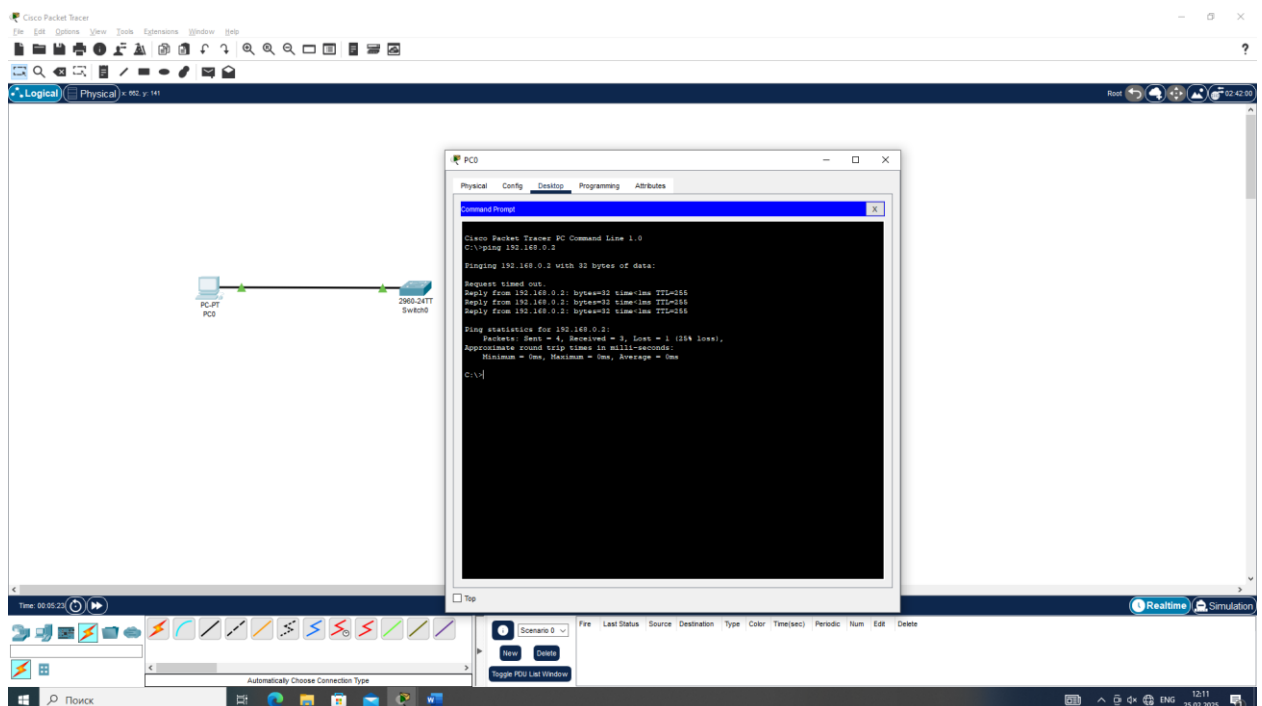 Cisco Packet Tracer
File Edit Options View Tools Extensions Window Help
?
Logical Physical x: 662, y: 141
Root 02:42:00
PC0
Physical Config Desktop Programming Attributes
Command Prompt X
Cisco Packet Tracer PC Command Line 1.0
C:\>ping 192.168.0.2
Pinging 192.168.0.2 with 32 bytes of data:
Request timed out.
Reply from 192.168.0.2: bytes=32 time<1ms TTL=255
Reply from 192.168.0.2: bytes=32 time<1ms TTL=255
Reply from 192.168.0.2: bytes=32 time<1ms TTL=255
Ping statistics for 192.168.0.2:
Packets: Sent = 4, Received = 3, Lost = 1 (25% loss),
Approximate round trip times in milli-seconds:
Minimum = 0ms, Maximum = 0ms, Average = 0ms
C:\>
PC-PT
PC0
2960-24TT
Switch0
Top
Time: 00:05:23
Realtime Simulation
Scenario 0
New Delete
Toggle PDU List Window
Fire Last Status Source Destination Type Color Time(sec) Periodic Num Edit Delete
Automatically Choose Connection Type
Поиск
ENG
12:11
25.02.2025